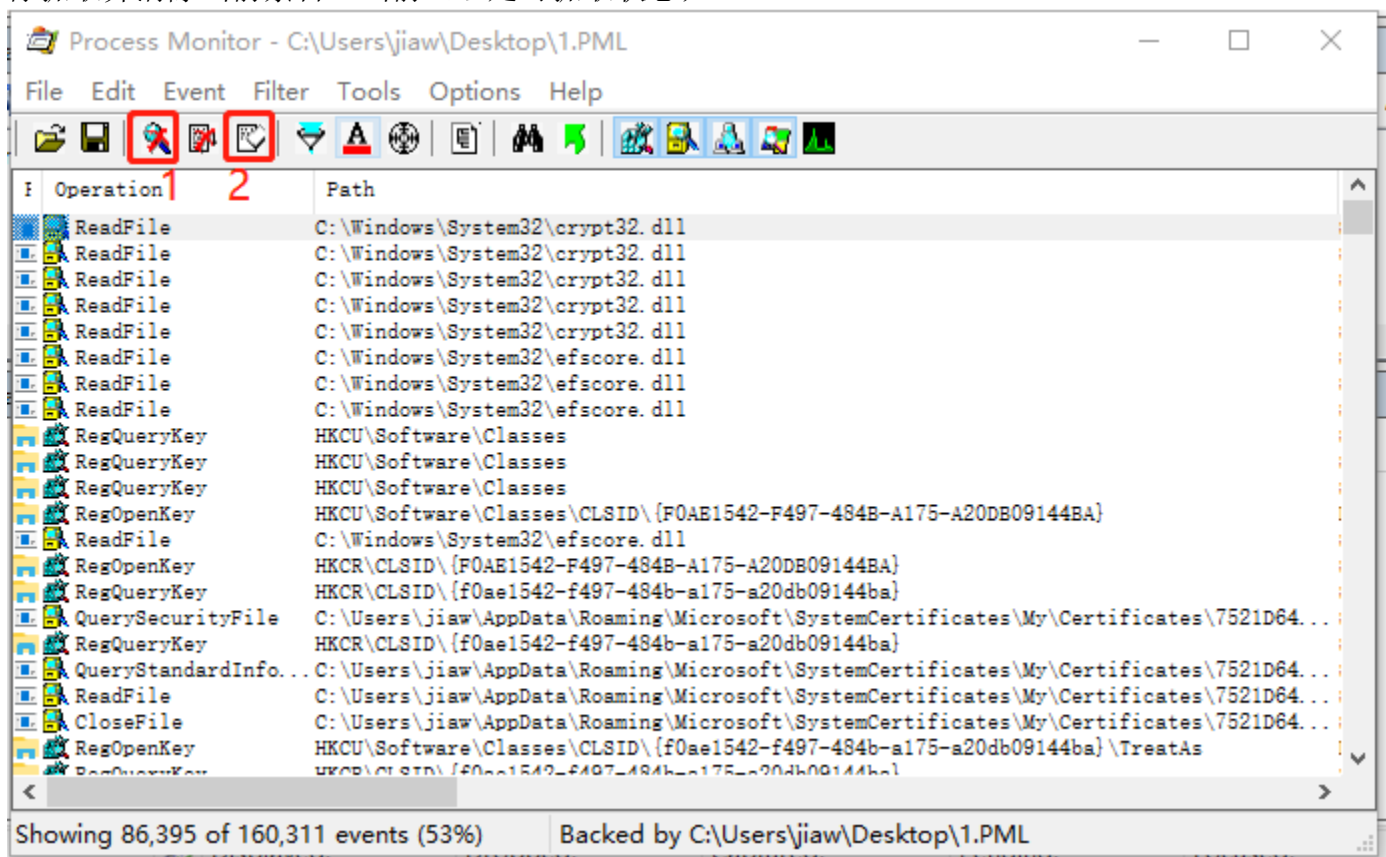 Process Monitor - C:\Users\jiaw\Desktop\1.PML
File Edit Event Filter Tools Options Help
1 2
Operation Path
ReadFile C:\Windows\System32\crypt32.dll
ReadFile C:\Windows\System32\crypt32.dll
ReadFile C:\Windows\System32\crypt32.dll
ReadFile C:\Windows\System32\crypt32.dll
ReadFile C:\Windows\System32\crypt32.dll
ReadFile C:\Windows\System32\efscore.dll
ReadFile C:\Windows\System32\efscore.dll
ReadFile C:\Windows\System32\efscore.dll
RegQueryKey HKCU\Software\Classes
RegQueryKey HKCU\Software\Classes
RegQueryKey HKCU\Software\Classes
RegOpenKey HKCU\Software\Classes\CLSID\{F0AE1542-F497-484B-A175-A20DB09144BA}
ReadFile C:\Windows\System32\efscore.dll
RegOpenKey HKCR\CLSID\{F0AE1542-F497-484B-A175-A20DB09144BA}
RegQueryKey HKCR\CLSID\{f0ae1542-f497-484b-a175-a20db09144ba}
QuerySecurityFile C:\Users\jiaw\AppData\Roaming\Microsoft\SystemCertificates\My\Certificates\7521D64...
RegQueryKey HKCR\CLSID\{f0ae1542-f497-484b-a175-a20db09144ba}
QueryStandardInfo... C:\Users\jiaw\AppData\Roaming\Microsoft\SystemCertificates\My\Certificates\7521D64...
ReadFile C:\Users\jiaw\AppData\Roaming\Microsoft\SystemCertificates\My\Certificates\7521D64...
CloseFile C:\Users\jiaw\AppData\Roaming\Microsoft\SystemCertificates\My\Certificates\7521D64...
RegOpenKey HKCU\Software\Classes\CLSID\{f0ae1542-f497-484b-a175-a20db09144ba}\TreatAs
RegQueryKey HKCR\CLSID\{f0ae1542-f497-484b-a175-a20db09144ba}
Showing 86,395 of 160,311 events (53%) Backed by C:\Users\jiaw\Desktop\1.PML